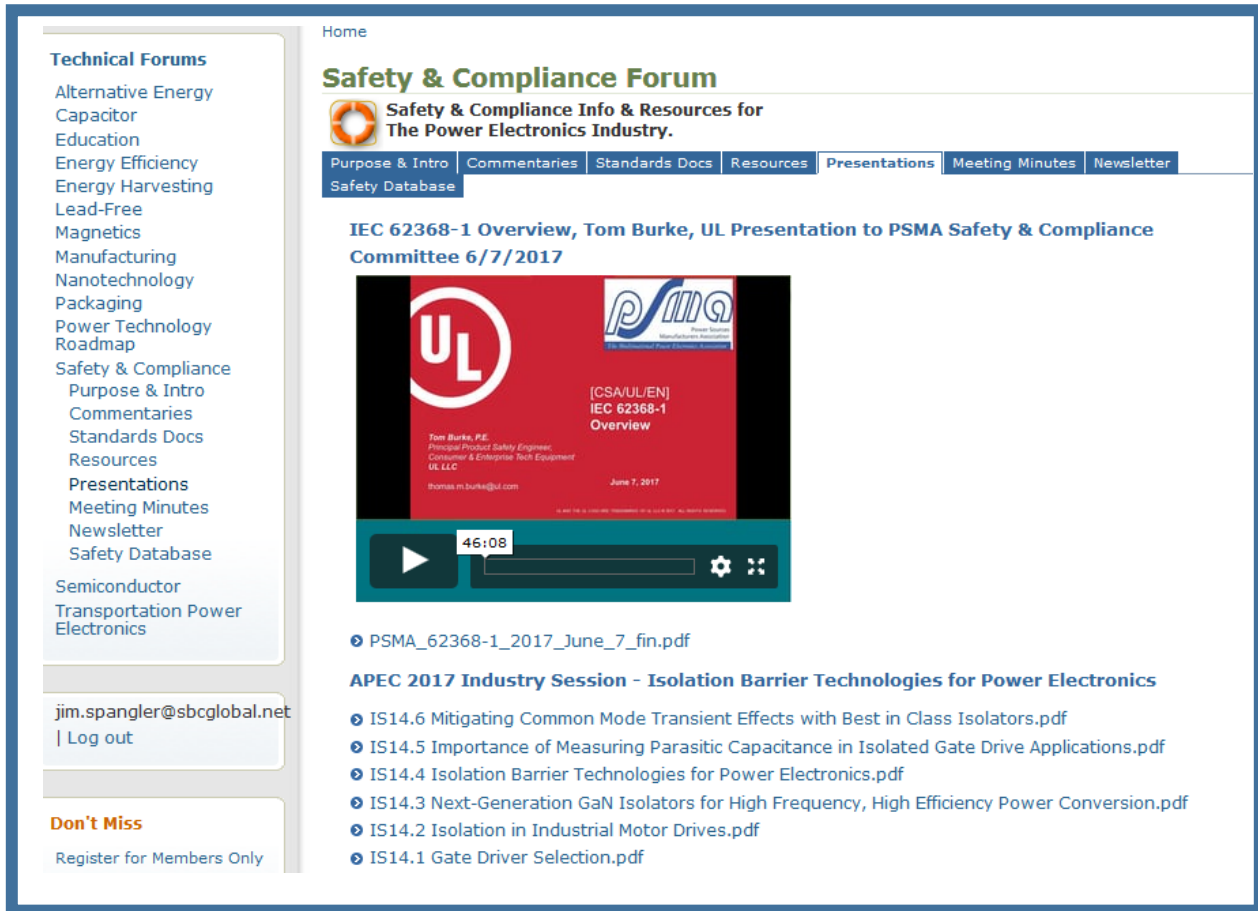 Technical Forums
Alternative Energy
Capacitor
Education
Energy Efficiency
Energy Harvesting
Lead-Free
Magnetics
Manufacturing
Nanotechnology
Packaging
Power Technology
Roadmap
Safety & Compliance
Purpose & Intro
Commentaries
Standards Docs
Resources
Presentations
Meeting Minutes
Newsletter
Safety Database
Semiconductor
Transportation Power
Electronics
jim.spangler@sbcglobal.net
| Log out
Don't Miss
Register for Members Only
Home
Safety & Compliance Forum
Safety & Compliance Info & Resources for
The Power Electronics Industry.
Purpose & Intro Commentaries Standards Docs Resources Presentations Meeting Minutes Newsletter
Safety Database
IEC 62368-1 Overview, Tom Burke, UL Presentation to PSMA Safety & Compliance
Committee 6/7/2017
UL
psma
Power Sources
Manufacturers Association
The Multinational Power Electronics Association
[CSA/UL/EN]
IEC 62368-1
Overview
Tom Burke, P.E.
Principal Product Safety Engineer,
Consumer & Enterprise Tech Equipment
UL LLC
thomas.m.burke@ul.com
June 7, 2017
46:08
PSMA_62368-1_2017_June_7_fin.pdf
APEC 2017 Industry Session - Isolation Barrier Technologies for Power Electronics
IS14.6 Mitigating Common Mode Transient Effects with Best in Class Isolators.pdf
IS14.5 Importance of Measuring Parasitic Capacitance in Isolated Gate Drive Applications.pdf
IS14.4 Isolation Barrier Technologies for Power Electronics.pdf
IS14.3 Next-Generation GaN Isolators for High Frequency, High Efficiency Power Conversion.pdf
IS14.2 Isolation in Industrial Motor Drives.pdf
IS14.1 Gate Driver Selection.pdf